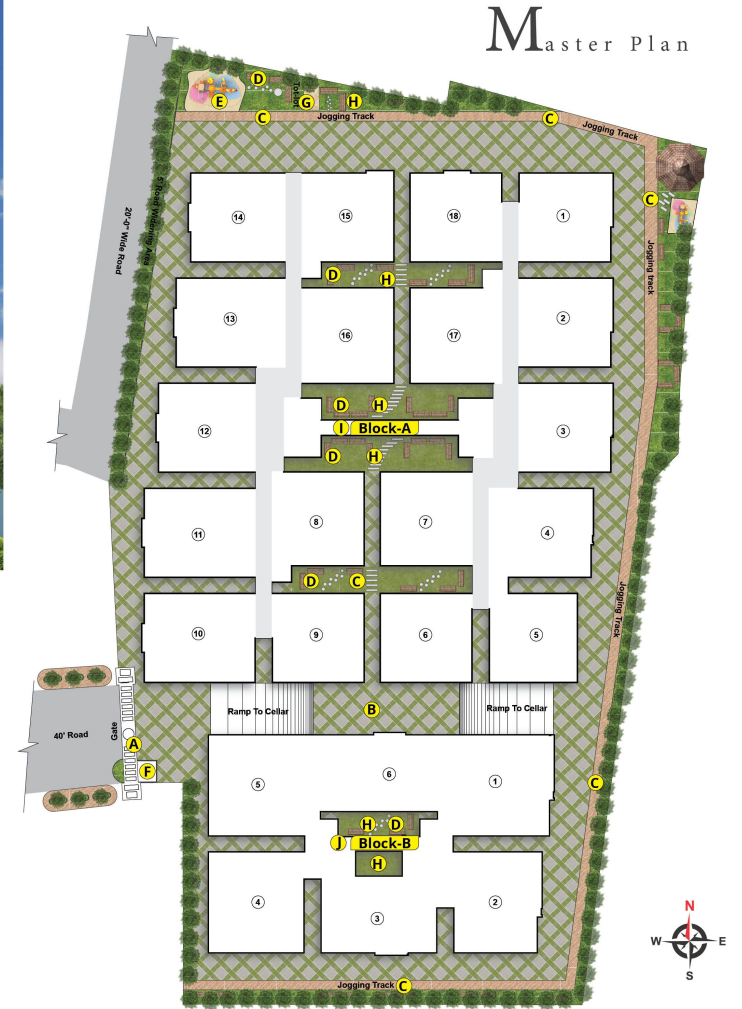 Master Plan
D
E
Tot-lot
G
H
C
Jogging Track
C
Jogging Track
5' Road Widening Area
20'-0" Wide Road
C
14
15
18
1
Jogging track
D
H
13
16
17
2
D
H
12
I
Block-A
3
D
H
11
8
7
4
D
C
Jogging Track
10
9
6
5
Ramp To Cellar
B
Ramp To Cellar
40' Road
Gate
A
F
5
6
1
C
H
D
J
Block-B
H
4
3
2
N
W
E
S
Jogging Track
C